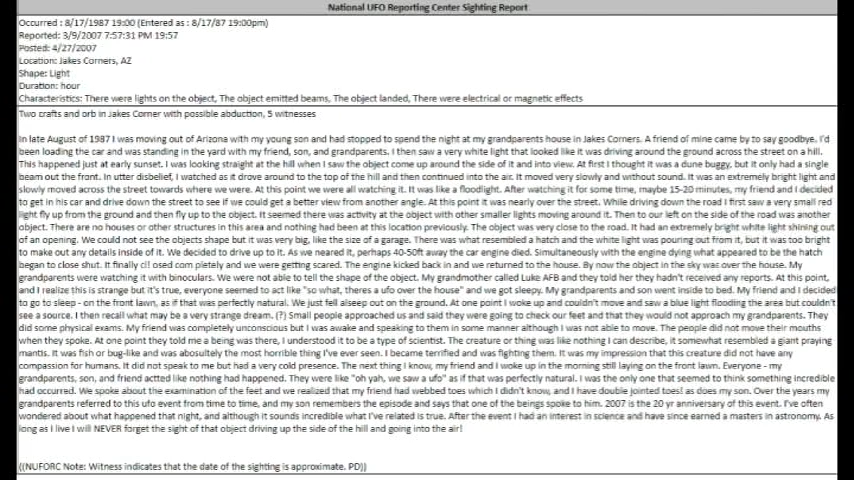 National UFO Reporting Center Sighting Report
Occurred : 8/17/1987 19:00 (Entered as : 8/17/87 19:00pm)
Reported: 3/9/2007 7:57:31 PM 19:57
Posted: 4/27/2007
Location: Jakes Corners, AZ
Shape: Light
Duration: hour
Characteristics: There were lights on the object, The object emitted beams, The object landed, There were electrical or magnetic effects
Two crafts and orb in Jakes Corner with possible abduction, 5 witnesses
In late August of 1987 I was moving out of Arizona with my young son and had stopped to spend the night at my grandparents house in Jakes Corners. A friend of mine came by to say goodbye. I'd
been loading the car and was standing in the yard with my friend, son, and grandparents. I then saw a very white light that looked like it was driving around the ground across the street on a hill.
This happened just at early sunset. I was looking straight at the hill when I saw the object come up around the side of it and into view. At first I thought it was a dune buggy, but it only had a single
beam out the front. In utter disbelief, I watched as it drove around to the top of the hill and then continued into the air. It moved very slowly and without sound. It was an extremely bright light and
slowly moved across the street towards where we were. At this point we were all watching it. It was like a floodlight. After watching it for some time, maybe 15-20 minutes, my friend and I decided
to get in his car and drive down the street to see if we could get a better view from another angle. At this point it was nearly over the street. While driving down the road I first saw a very small red
light fly up from the ground and then fly up to the object. It seemed there was activity at the object with other smaller lights moving around it. Then to our left on the side of the road was another
object. There are no houses or other structures in this area and nothing had been at this location previously. The object was very close to the road. It had an extremely bright white light shining out
of an opening. We could not see the objects shape but it was very big, like the size of a garage. There was what resembled a hatch and the white light was pouring out from it, but it was too bright
to make out any details inside of it. We decided to drive up to it. As we neared it, perhaps 40-50ft away the car engine died. Simultaneously with the engine dying what appeared to be the hatch
began to close shut. It finally cl! osed com pletely and we were getting scared. The engine kicked back in and we returned to the house. By now the object in the sky was over the house. My
grandparents were watching it with binoculars. We were not able to tell the shape of the object. My grandmother called Luke AFB and they told her they hadn't received any reports. At this point,
and I realize this is strange but it's true, everyone seemed to act like "so what, theres a ufo over the house" and we got sleepy. My grandparents and son went inside to bed. My friend and I decided
to go to sleep - on the front lawn, as if that was perfectly natural. We just fell alseep out on the ground. At one point I woke up and couldn't move and saw a blue light flooding the area but couldn't
see a source. I then recall what may be a very strange dream. (?) Small people approached us and said they were going to check our feet and that they would not approach my grandparents. They
did some physical exams. My friend was completely unconscious but I was awake and speaking to them in some manner although I was not able to move. The people did not move their mouths
when they spoke. At one point they told me a being was there, I understood it to be a type of scientist. The creature or thing was like nothing I can describe, it somewhat resembled a giant praying
mantis. It was fish or bug-like and was abosultely the most horrible thing I've ever seen. I became terrified and was fighting them. It was my impression that this creature did not have any
compassion for humans. It did not speak to me but had a very cold presence. The next thing I know, my friend and I woke up in the morning still laying on the front lawn. Everyone - my
grandparents, son, and friend actted like nothing had happened. They were like "oh yah, we saw a ufo" as if that was perfectly natural. I was the only one that seemed to think something incredible
had occurred. We spoke about the examination of the feet and we realized that my friend had webbed toes which I didn't know, and I have double jointed toes! as does my son. Over the years my
grandparents referred to this ufo event from time to time, and my son remembers the episode and says that one of the beings spoke to him. 2007 is the 20 yr anniversary of this event. I've often
wondered about what happened that night, and although it sounds incredible what I've related is true. After the event I had an interest in science and have since earned a masters in astronomy. As
long as I live I will NEVER forget the sight of that object driving up the side of the hill and going into the air!
((NUFORC Note: Witness indicates that the date of the sighting is approximate. PD))